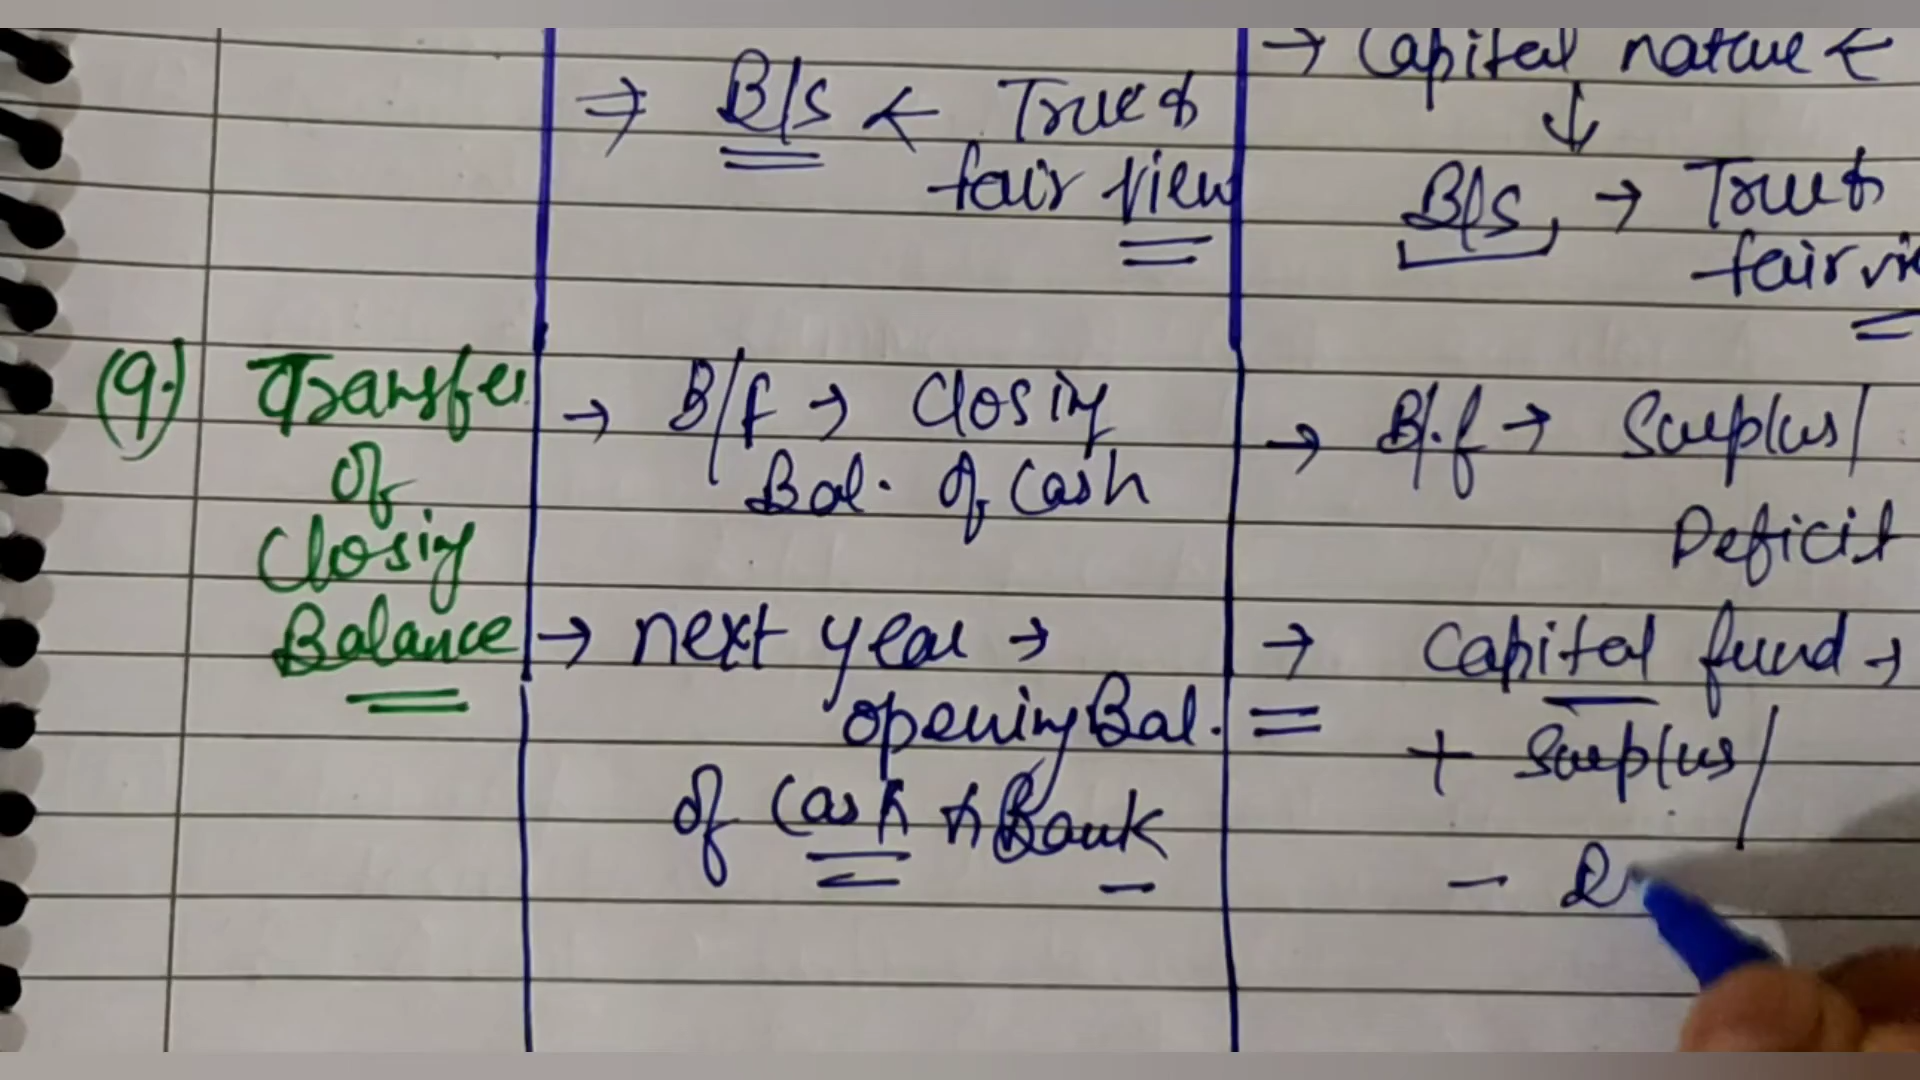 → Capital nature ←
↓
⇒ B/S ← True &
fair view
B/S → True &
fair vie
(9.) Transfer
of
Closing
Balance
→ B/f → Closing
Bal. of Cash
→ next year →
opening Bal.
of Cash & Bank
→ B/f → Surplus/
Deficit
→ Capital fund →
+ Surplus/
- D